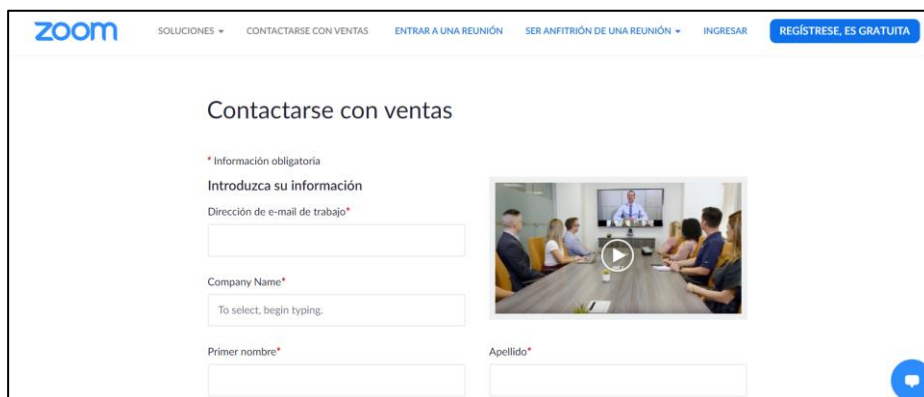 zoom SOLUCIONES CONTACTARSE CON VENTAS ENTRAR A UNA REUNIÓN SER ANFITRIÓN DE UNA REUNIÓN INGRESAR REGÍSTRESE, ES GRATUITA
Contactarse con ventas
* Información obligatoria
Introduzca su información
Dirección de e-mail de trabajo*
Company Name*
To select, begin typing.
Primer nombre* Apellido*